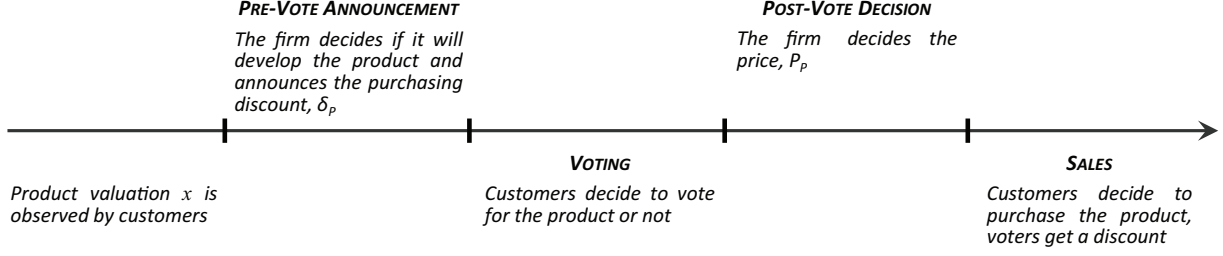 PRE-VOTE ANNOUNCEMENT
The firm decides if it will
develop the product and
announces the purchasing
discount, δP
POST-VOTE DECISION
The firm decides the
price, PP
Product valuation x is
observed by customers
VOTING
Customers decide to vote
for the product or not
SALES
Customers decide to
purchase the product,
voters get a discount